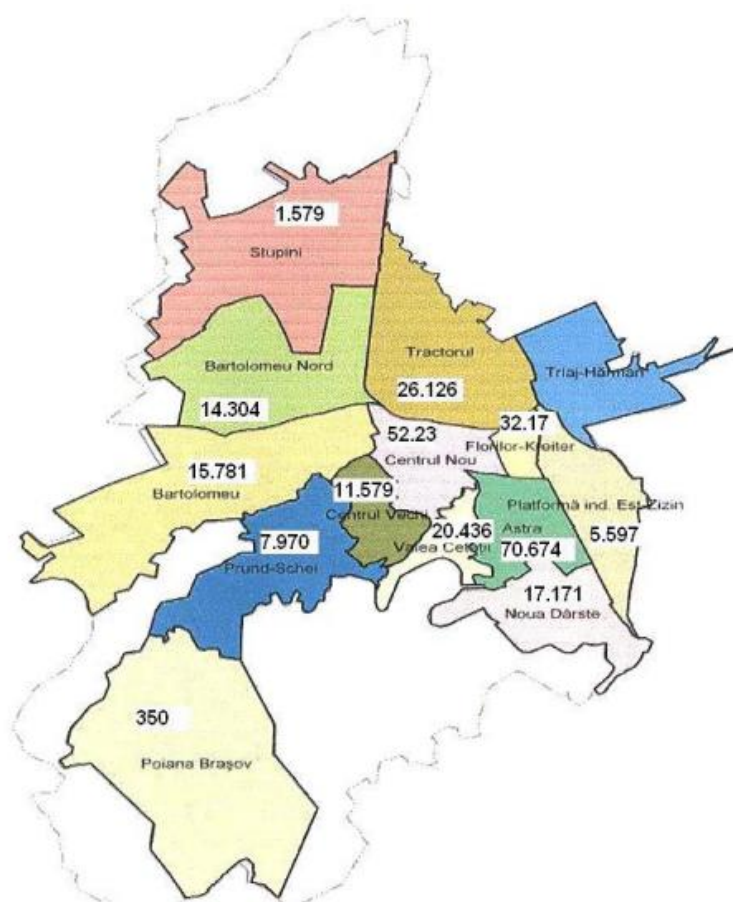 1.579
Stupini
Bartolomeu Nord
14.304
Tractorul
26.126
Triaj-Hărman
32.17
Florilor-Kreiter
52.23
Centrul Nou
15.781
Bartolomeu
11.579
Centrul Vechi
7.970
Prund-Schei
20.436
Valea Cetății
Platformă ind. Est-Zizin
5.597
Astra
70.674
17.171
Noua Dârste
350
Poiana Brașov